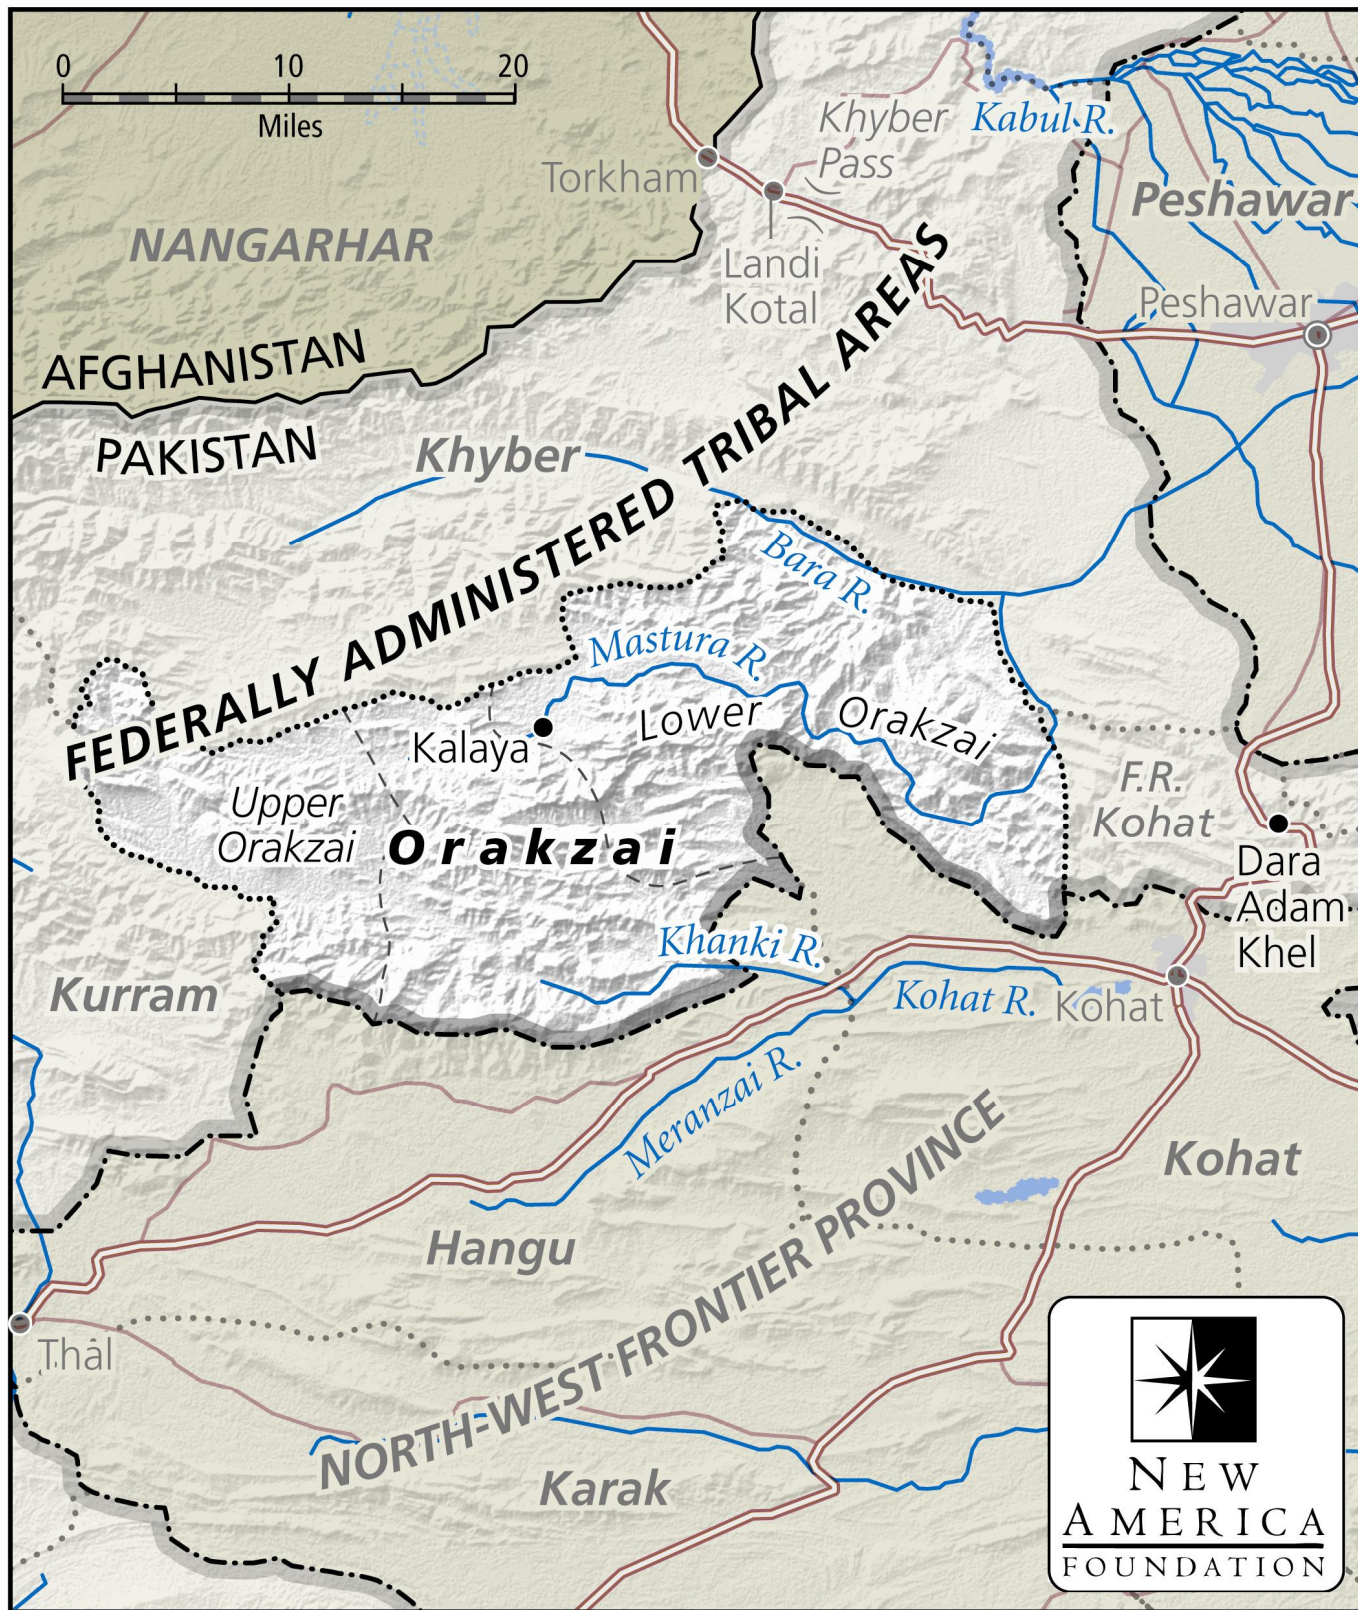 0 10 20
Miles
Khyber
Pass
Kabul R.
Torkham
Peshawar
NANGARHAR
Landi
Kotal
Peshawar
AFGHANISTAN
PAKISTAN
Khyber
FEDERALLY ADMINISTERED TRIBAL AREAS
Bara R.
Mastura R.
Lower Orakzai
Kalaya
Upper
Orakzai
Orakzai
F.R.
Kohat
Dara
Adam
Khel
Khanki R.
Kurram
Kohat R.
Kohat
Meranzai R.
Kohat
Hangu
NORTH-WEST FRONTIER PROVINCE
Thal
Karak
NEW
AMERICA
FOUNDATION